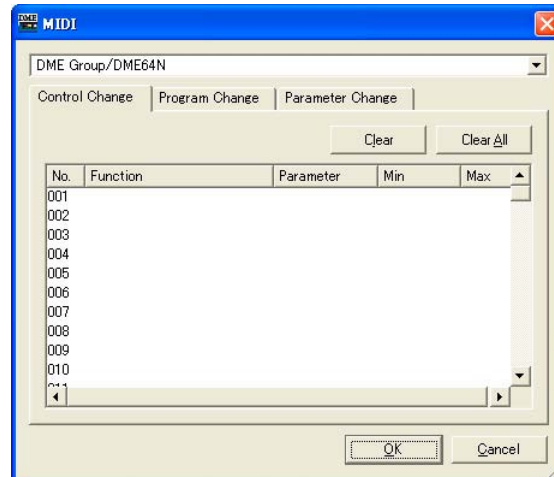 DME MIDI
DME Group/DME64N
Control Change Program Change Parameter Change
Clear Clear All
No. Function Parameter Min Max
001
002
003
004
005
006
007
008
009
010
011
OK Cancel